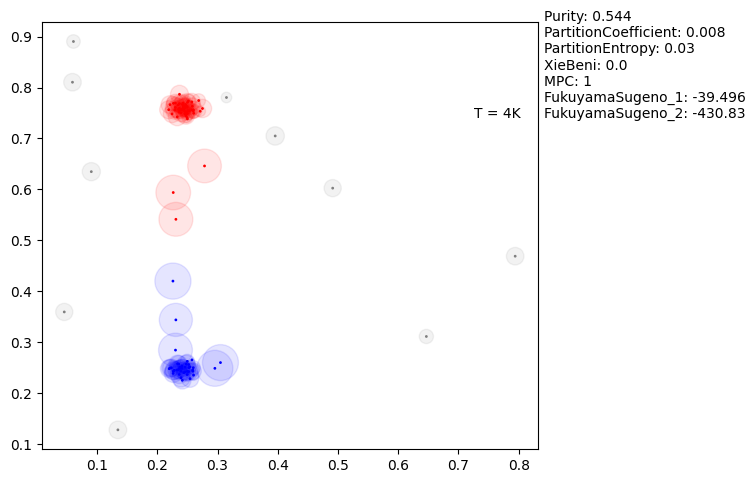 Purity: 0.544
PartitionCoefficient: 0.008
PartitionEntropy: 0.03
XieBeni: 0.0
MPC: 1
FukuyamaSugeno_1: -39.496
FukuyamaSugeno_2: -430.83
T = 4K
0.9
0.8
0.7
0.6
0.5
0.4
0.3
0.2
0.1
0.1 0.2 0.3 0.4 0.5 0.6 0.7 0.8